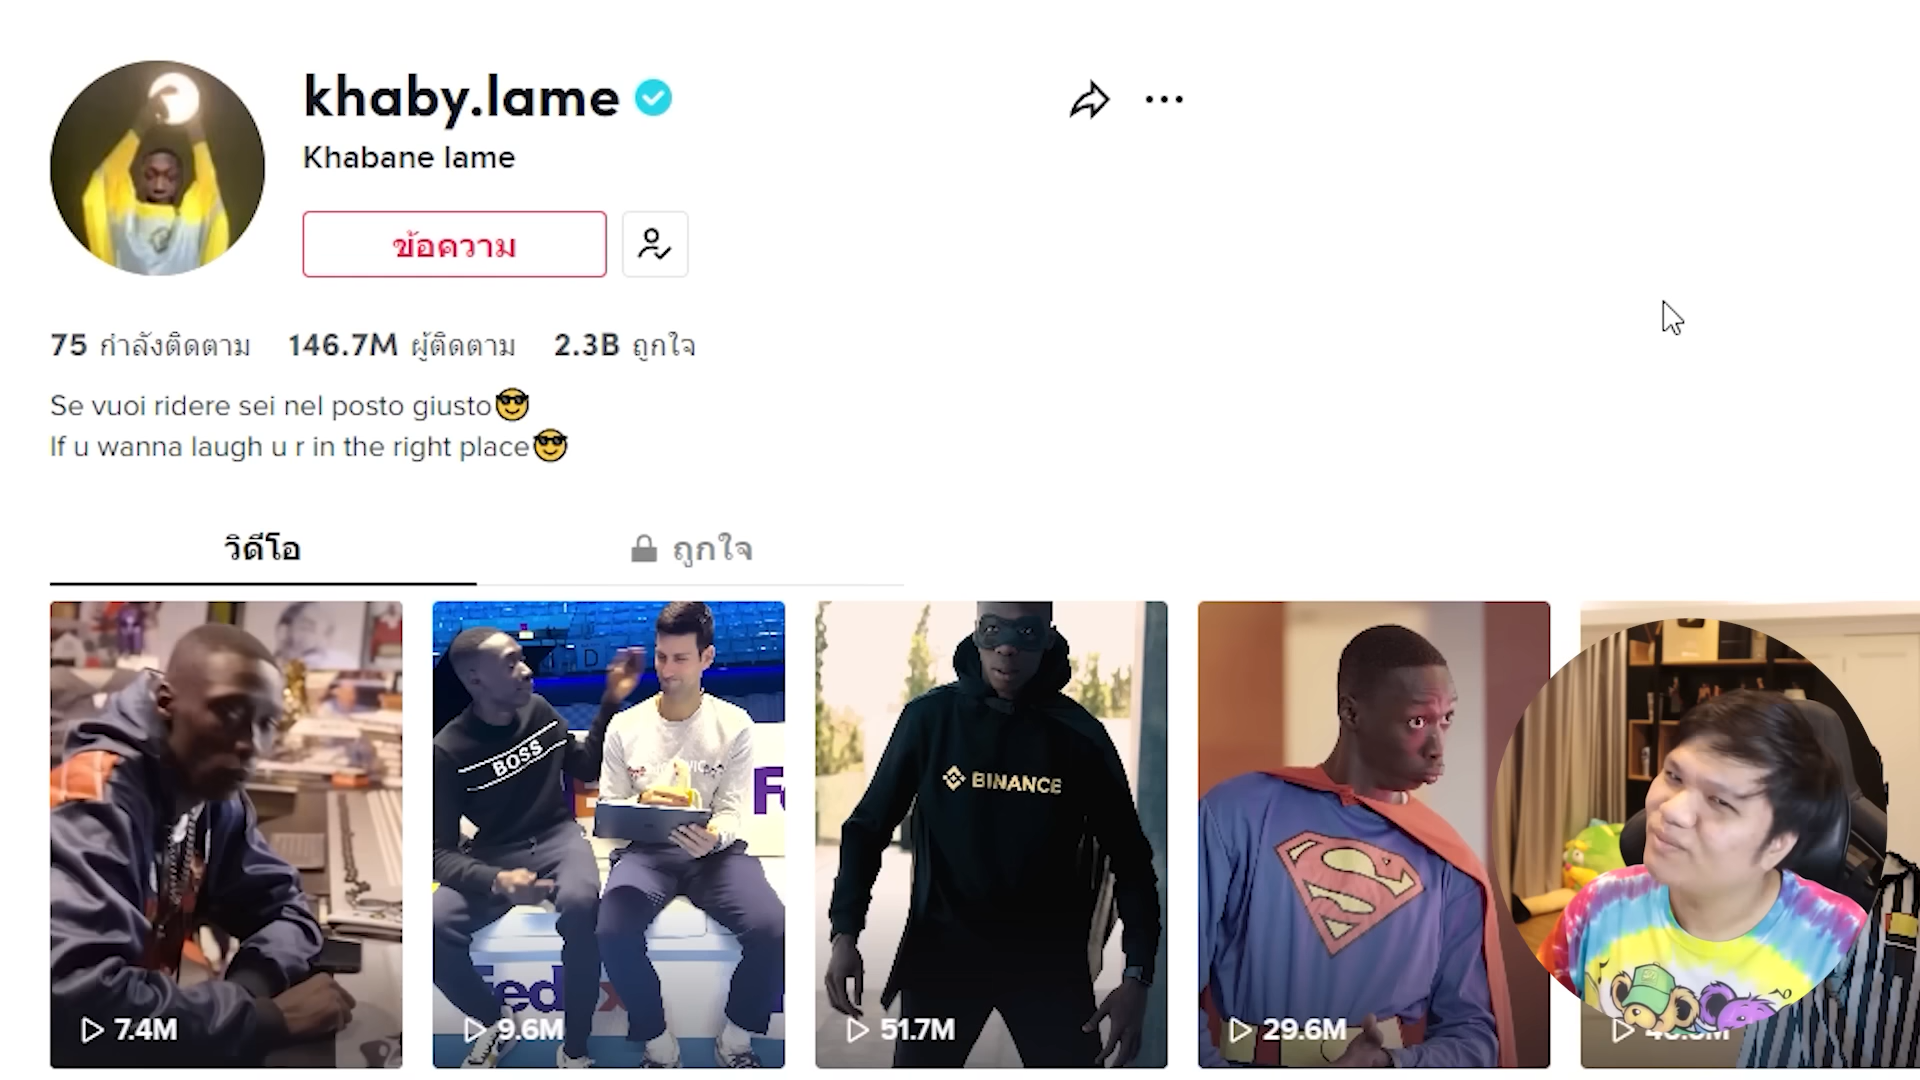 khaby.lame
Khabane lame
ข้อความ
75 กำลังติดตาม 146.7M ผู้ติดตาม 2.3B ถูกใจ
Se vuoi ridere sei nel posto giusto😎
If u wanna laugh u r in the right place😎
วิดีโอ
ถูกใจ
BOSS
BINANCE
S
FedEx
7.4M
9.6M
51.7M
29.6M